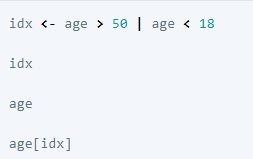 idx <- age > 50 | age < 18
idx
age
age[idx]